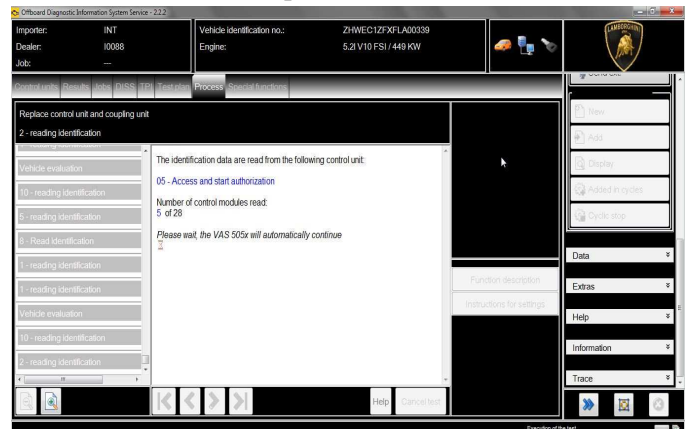 Offboard Diagnostic Information System Service - 2.2.2
Importer: INT
Dealer: I0088
Job: ---
Vehicle identification no.: ZHWEC1ZFXFLA00339
Engine: 5.2l V10 FSI / 449 KW
LAMBORGHINI
Control units Results Jobs DISS TPI Test plan Process Special functions
Replace control unit and coupling unit
2 - reading identification
Vehicle evaluation
10 - reading identification
5 - reading identification
8 - Read identification
1 - reading identification
1 - reading identification
Vehicle evaluation
10 - reading identification
2 - reading identification
The identification data are read from the following control unit:
05 - Access and start authorization
Number of control modules read:
5 of 28
Please wait, the VAS 505x will automatically continue
Function description
Instructions for settings
Help
Cancel test
New
Add
Display
Added in cycles
Cyclic stop
Data
Extras
Help
Information
Trace
Execution of the test